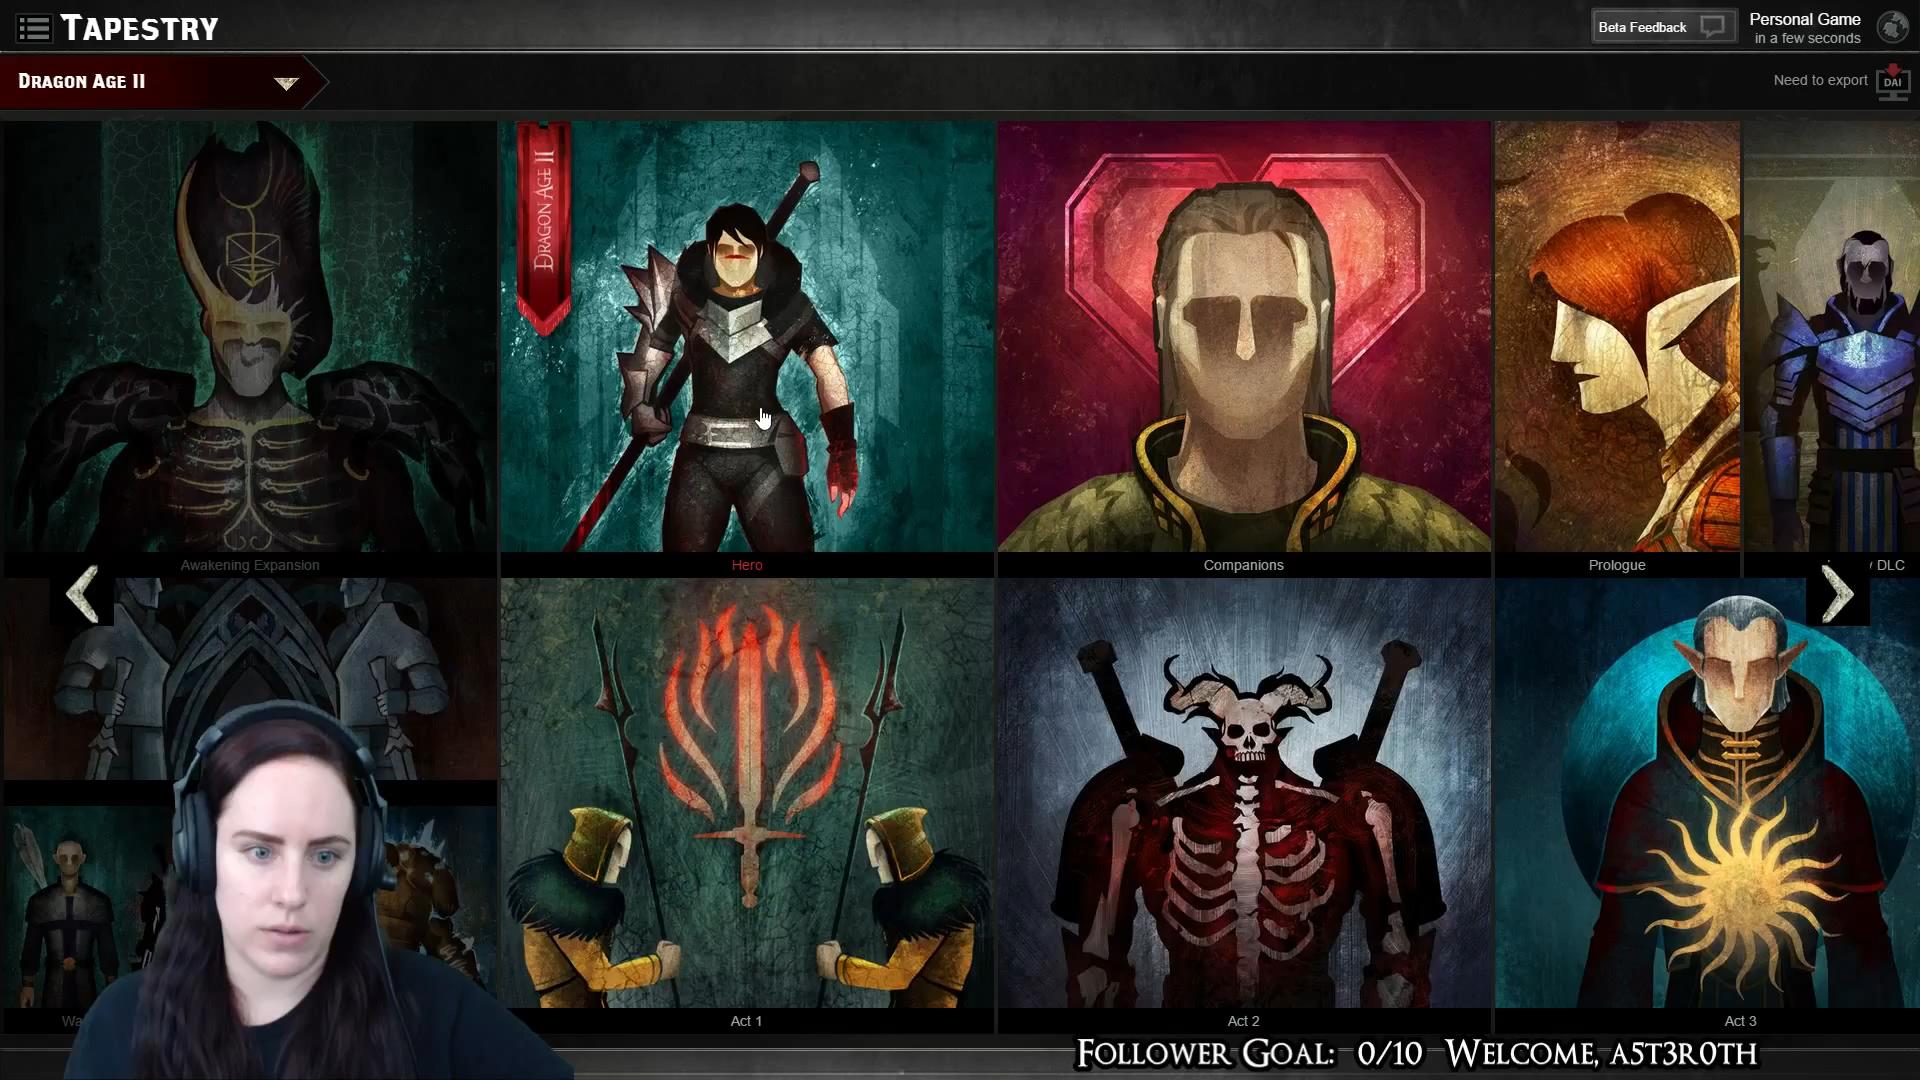 TAPESTRY
Beta Feedback
Personal Game
in a few seconds
DRAGON AGE II
Need to export
DAI
DRAGON AGE II
Awakening Expansion
Hero
Companions
Prologue
DLC
Act 1
Act 2
Act 3
FOLLOWER GOAL: 0/10 WELCOME, A5T3R0TH